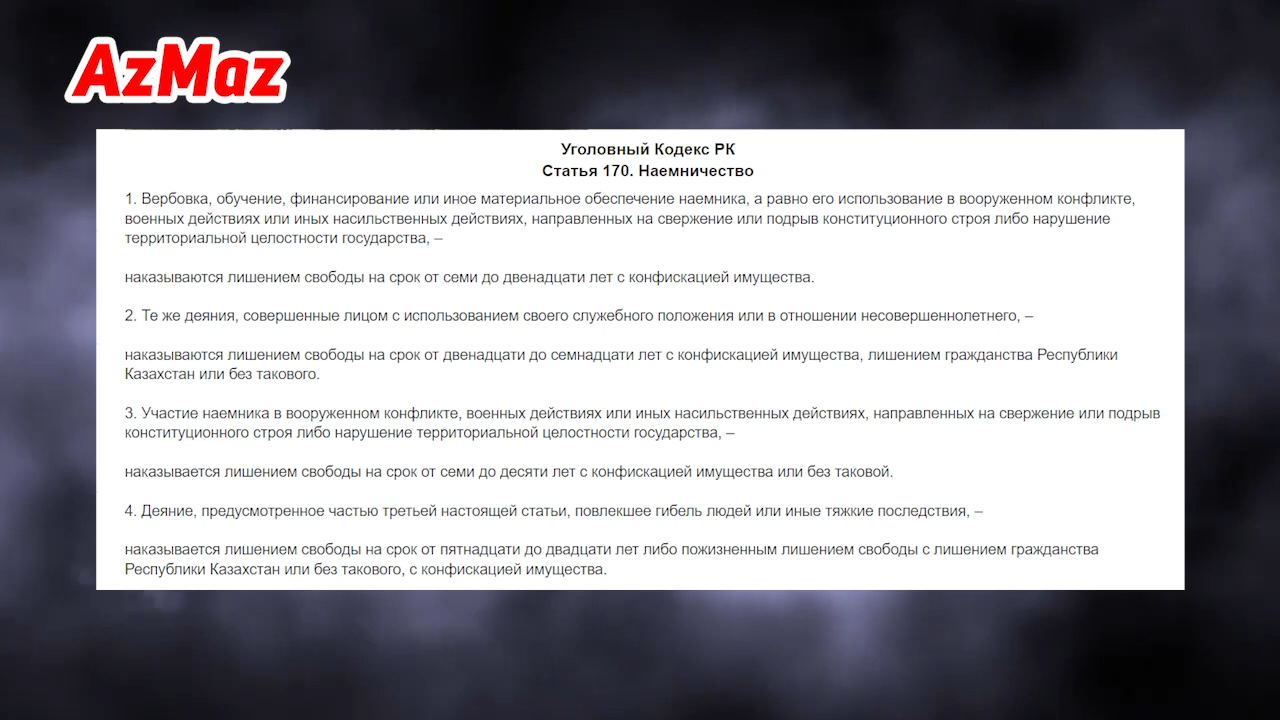 AzMaz
Уголовный Кодекс РК
Статья 170. Наемничество
1. Вербовка, обучение, финансирование или иное материальное обеспечение наемника, а равно его использование в вооруженном конфликте,
военных действиях или иных насильственных действиях, направленных на свержение или подрыв конституционного строя либо нарушение
территориальной целостности государства, –
наказываются лишением свободы на срок от семи до двенадцати лет с конфискацией имущества.
2. Те же деяния, совершенные лицом с использованием своего служебного положения или в отношении несовершеннолетнего, –
наказываются лишением свободы на срок от двенадцати до семнадцати лет с конфискацией имущества, лишением гражданства Республики
Казахстан или без такового.
3. Участие наемника в вооруженном конфликте, военных действиях или иных насильственных действиях, направленных на свержение или подрыв
конституционного строя либо нарушение территориальной целостности государства, –
наказывается лишением свободы на срок от семи до десяти лет с конфискацией имущества или без таковой.
4. Деяние, предусмотренное частью третьей настоящей статьи, повлекшее гибель людей или иные тяжкие последствия, –
наказывается лишением свободы на срок от пятнадцати до двадцати лет либо пожизненным лишением свободы с лишением гражданства
Республики Казахстан или без такового, с конфискацией имущества.